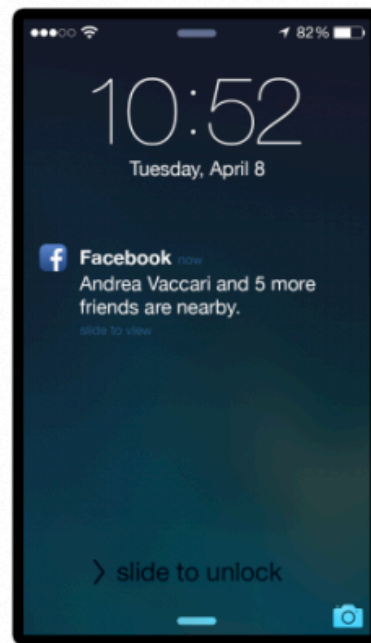 82%
10:52
Tuesday, April 8
Facebook now
Andrea Vaccari and 5 more
friends are nearby.
slide to view
> slide to unlock